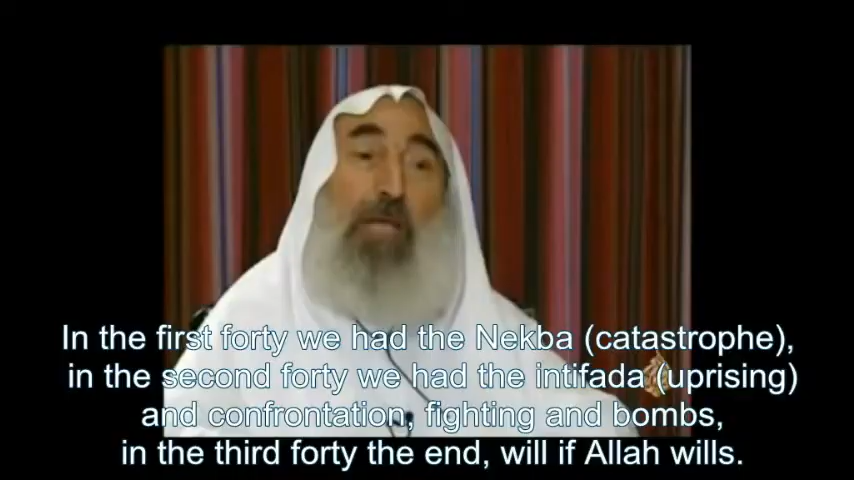 In the first forty we had the Nekba (catastrophe),
in the second forty we had the intifada (uprising)
and confrontation, fighting and bombs,
in the third forty the end, will if Allah wills.